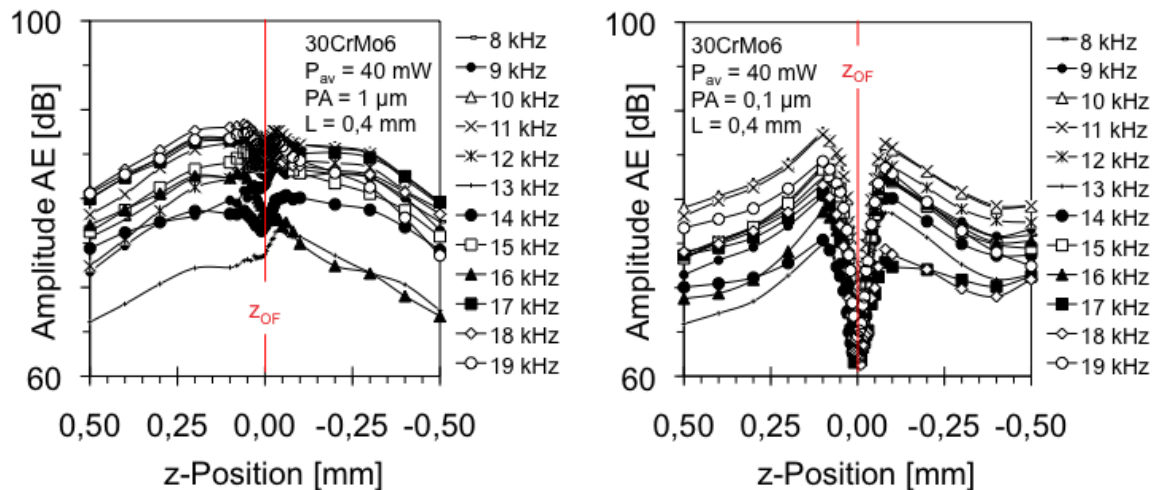 100
30CrMo6
P_av = 40 mW
PA = 1 µm
L = 0,4 mm
z_OF
Amplitude AE [dB]
60
0,50 0,25 0,00 -0,25 -0,50
z-Position [mm]
8 kHz
9 kHz
10 kHz
11 kHz
12 kHz
13 kHz
14 kHz
15 kHz
16 kHz
17 kHz
18 kHz
19 kHz
100
30CrMo6
P_av = 40 mW
PA = 0,1 µm
L = 0,4 mm
z_OF
Amplitude AE [dB]
60
0,50 0,25 0,00 -0,25 -0,50
z-Position [mm]
8 kHz
9 kHz
10 kHz
11 kHz
12 kHz
13 kHz
14 kHz
15 kHz
16 kHz
17 kHz
18 kHz
19 kHz